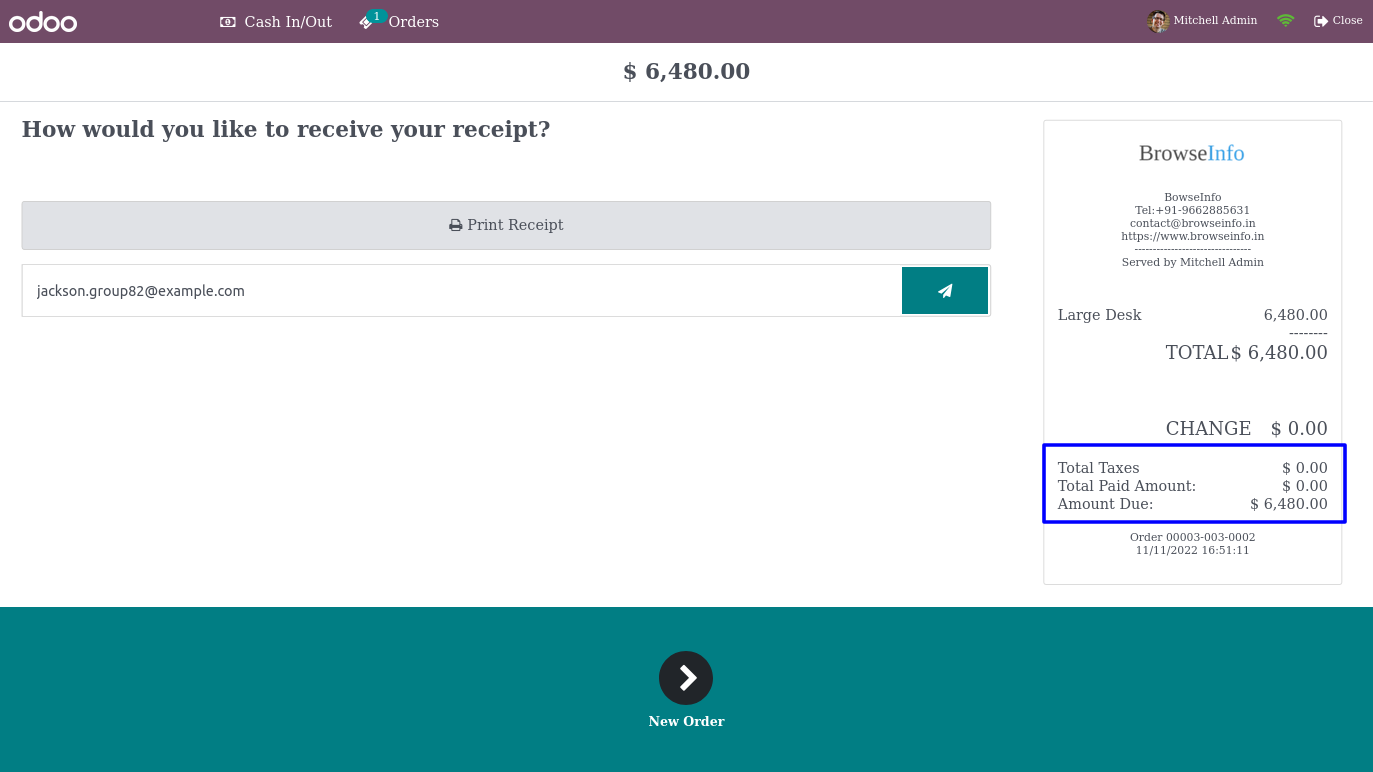 odoo
Cash In/Out
1
Orders
Mitchell Admin
Close
$ 6,480.00
How would you like to receive your receipt?
Print Receipt
jackson.group82@example.com
BrowseInfo
BowseInfo
Tel:+91-9662885631
contact@browseinfo.in
https://www.browseinfo.in
--------------------------------
Served by Mitchell Admin
Large Desk 6,480.00
--------
TOTAL $ 6,480.00
CHANGE $ 0.00
Total Taxes $ 0.00
Total Paid Amount: $ 0.00
Amount Due: $ 6,480.00
Order 00003-003-0002
11/11/2022 16:51:11
New Order